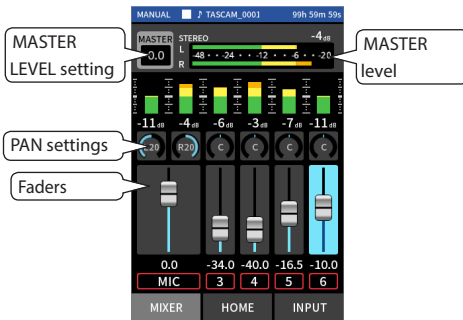 MANUAL ♪ TASCAM_0001 99h 59m 59s
MASTER
0.0
STEREO -4dB
L
-48 · · -24 · · -12 · · -6 · · -20
R
MASTER
LEVEL setting
MASTER
level
-11dB -4dB -6dB -3dB -7dB -11dB
PAN settings
L20 R20 C C C C
Faders
0.0 -34.0 -40.0 -16.5 -10.0
MIC 3 4 5 6
MIXER HOME INPUT